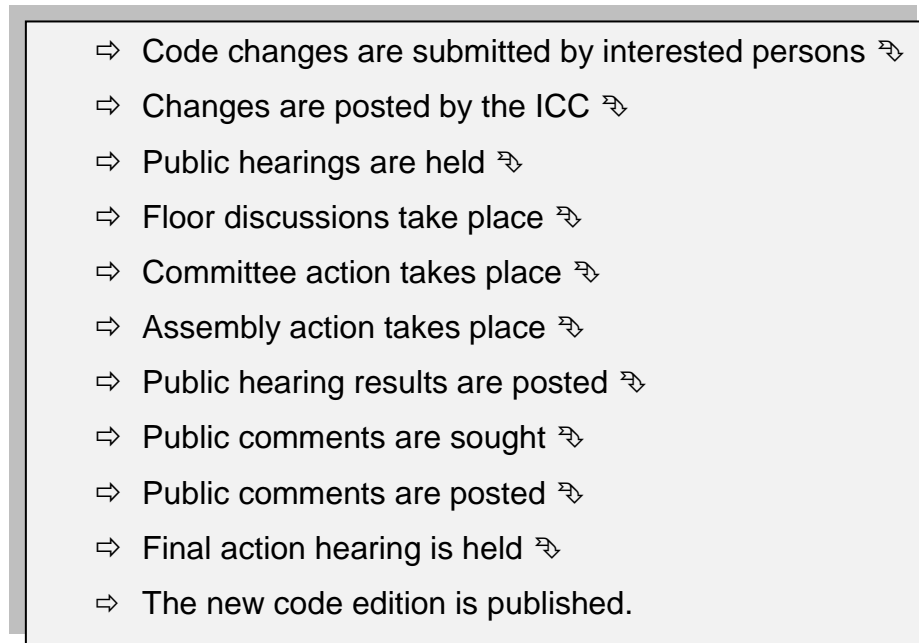 ⇨ Code changes are submitted by interested persons
⇨ Changes are posted by the ICC
⇨ Public hearings are held
⇨ Floor discussions take place
⇨ Committee action takes place
⇨ Assembly action takes place
⇨ Public hearing results are posted
⇨ Public comments are sought
⇨ Public comments are posted
⇨ Final action hearing is held
⇨ The new code edition is published.